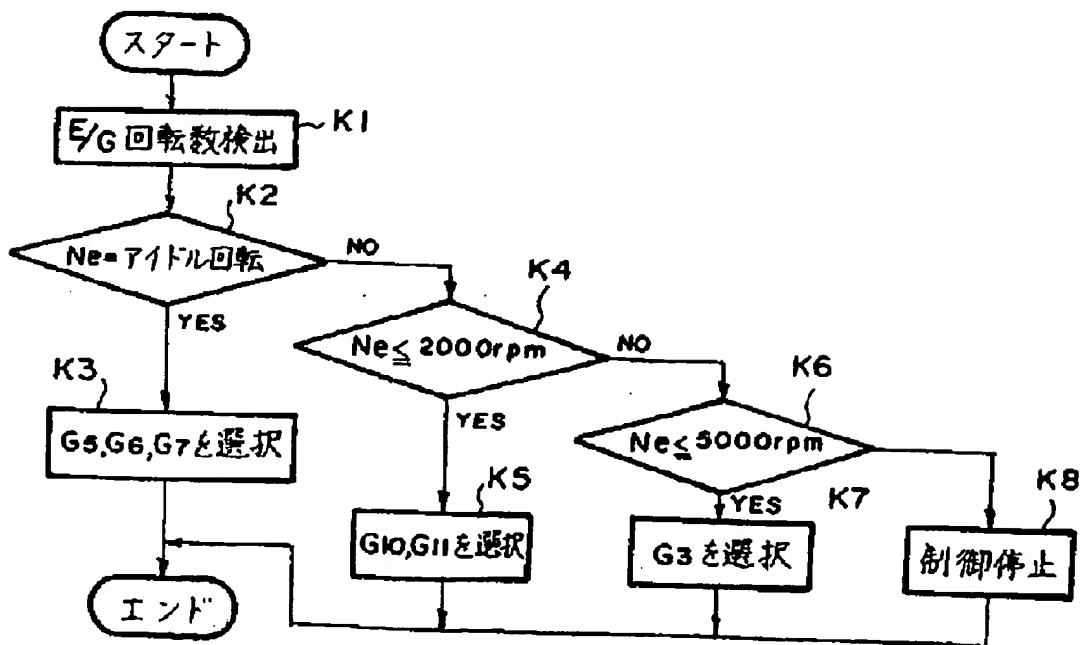 スタート
E/G 回転数検出
K1
K2
Ne=アイドル回転
NO
YES
K4
Ne≦2000rpm
NO
YES
K3
G5,G6,G7を選択
K6
Ne≦5000rpm
YES
K5
G10,G11を選択
K7
G3を選択
K8
制御停止
エンド